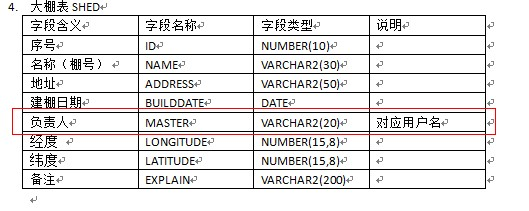 4. 大棚表 SHED
字段含义 字段名称 字段类型 说明
序号 ID NUMBER(10)
名称（棚号） NAME VARCHAR2(30)
地址 ADDRESS VARCHAR2(50)
建棚日期 BUILDDATE DATE
负责人 MASTER VARCHAR2(20) 对应用户名
经度 LONGITUDE NUMBER(15,8)
纬度 LATITUDE NUMBER(15,8)
备注 EXPLAIN VARCHAR2(200)